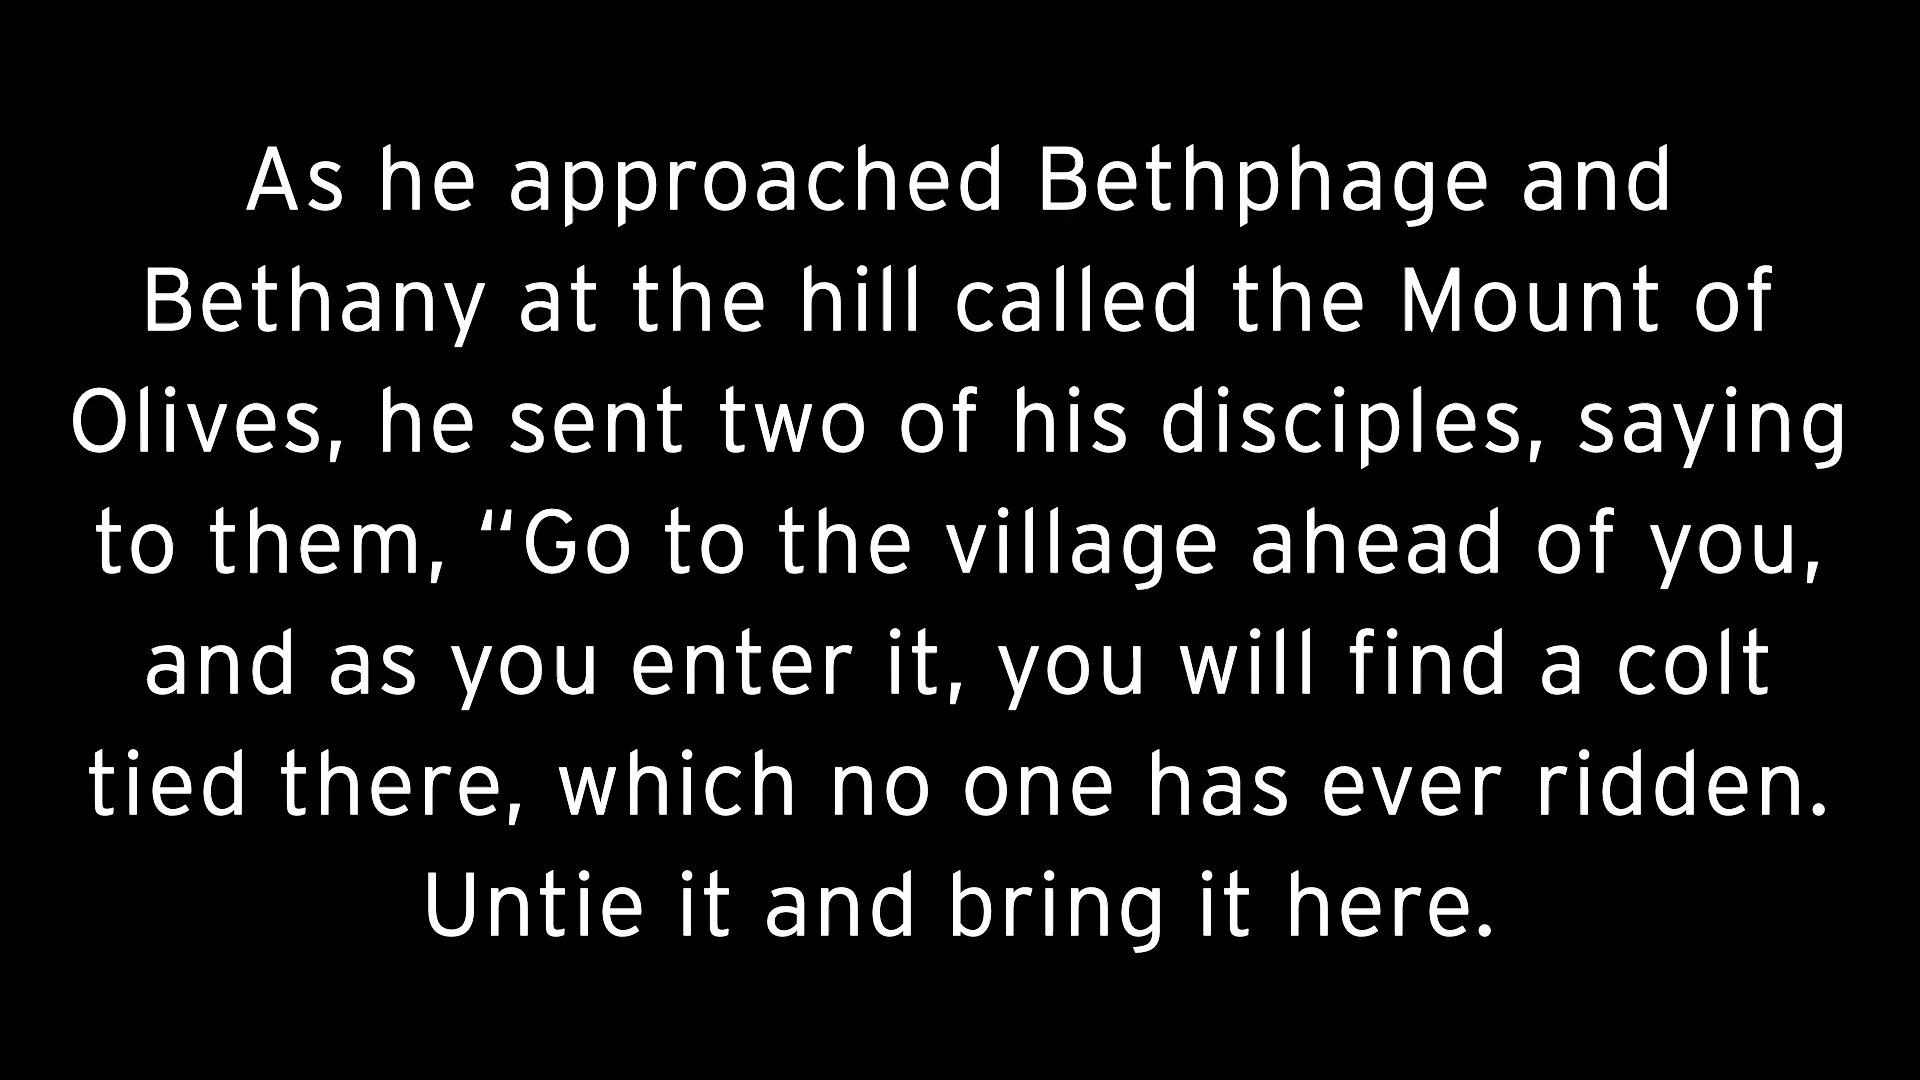 As he approached Bethphage and
Bethany at the hill called the Mount of
Olives, he sent two of his disciples, saying
to them, “Go to the village ahead of you,
and as you enter it, you will find a colt
tied there, which no one has ever ridden.
Untie it and bring it here.